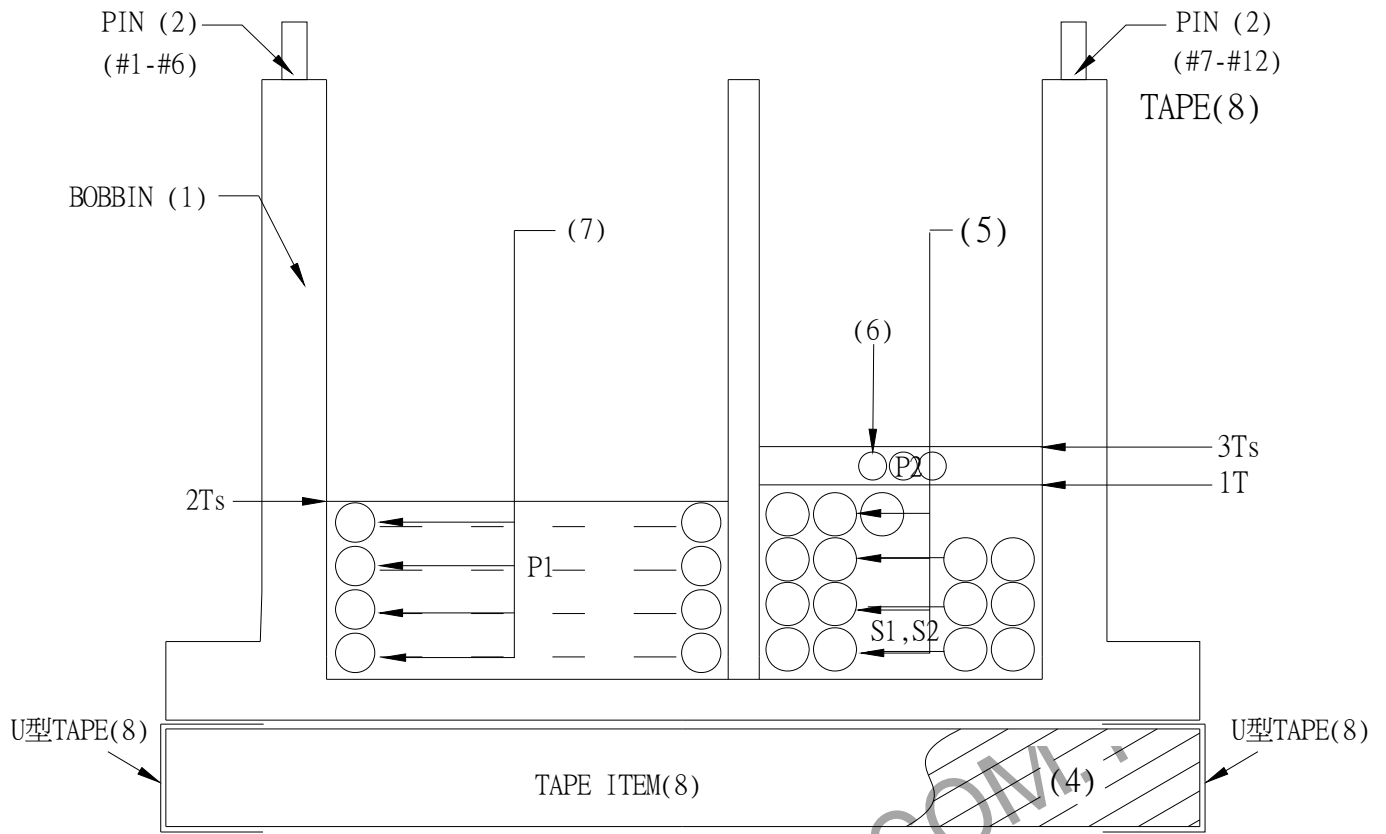 PIN (2)
(#1-#6)
PIN (2)
(#7-#12)
TAPE(8)
BOBBIN (1)
(7)
(5)
(6)
3Ts
P2
1T
2Ts
P1
S1,S2
U型TAPE(8)
U型TAPE(8)
TAPE ITEM(8)
(4)
COM.